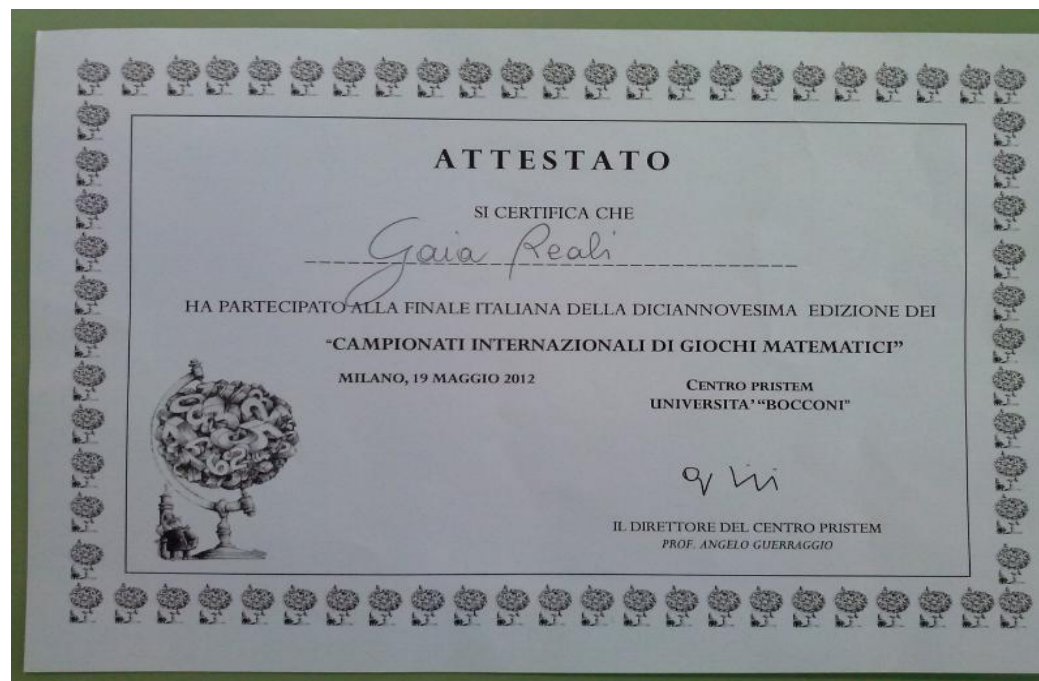 ATTESTATO
SI CERTIFICA CHE
Gaia Reali
HA PARTECIPATO ALLA FINALE ITALIANA DELLA DICIANNOVESIMA EDIZIONE DEI
“CAMPIONATI INTERNAZIONALI DI GIOCHI MATEMATICI”
MILANO, 19 MAGGIO 2012
CENTRO PRISTEM
UNIVERSITA' “BOCCONI”
IL DIRETTORE DEL CENTRO PRISTEM
PROF. ANGELO GUERRAGGIO